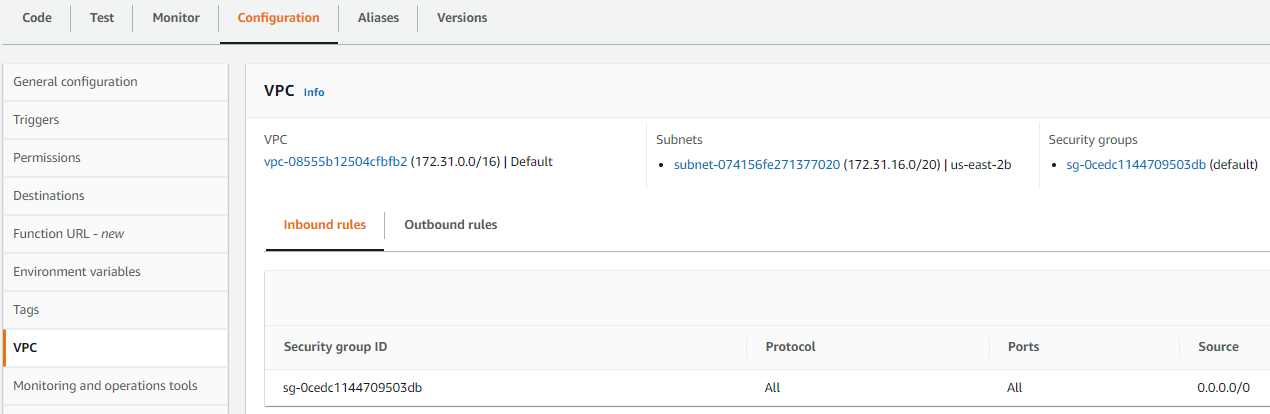 Code Test Monitor Configuration Aliases Versions
General configuration
Triggers
Permissions
Destinations
Function URL - new
Environment variables
Tags
VPC
Monitoring and operations tools
VPC Info
VPC
vpc-08555b12504cfbfb2 (172.31.0.0/16) | Default
Subnets
• subnet-074156fe271377020 (172.31.16.0/20) | us-east-2b
Security groups
• sg-0cedc1144709503db (default)
Inbound rules Outbound rules
Security group ID Protocol Ports Source
sg-0cedc1144709503db All All 0.0.0.0/0